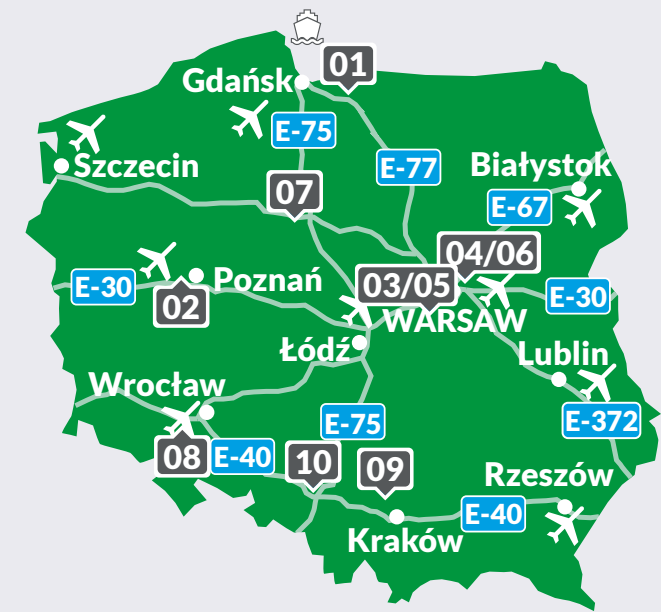 01
Gdańsk
E-75
Szczecin
E-77
Białystok
07
E-67
04/06
E-30
Poznań
03/05
E-30
02
WARSAW
Łódź
Lublin
Wrocław
E-75
E-372
08
E-40
10
09
Rzeszów
E-40
Kraków